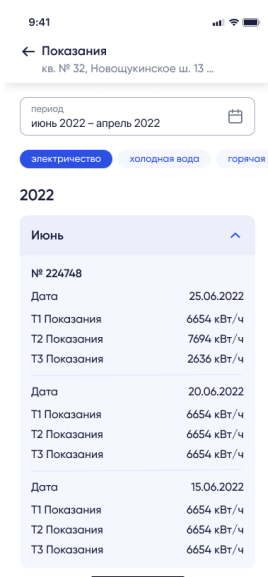 9:41
Показания
кв. № 32, Новощукинское ш. 13 ...
период
июнь 2022 – апрель 2022
электричество холодная вода горячая
2022
Июнь
№ 224748
Дата 25.06.2022
Т1 Показания 6654 кВт/ч
Т2 Показания 7694 кВт/ч
Т3 Показания 2636 кВт/ч
Дата 20.06.2022
Т1 Показания 6654 кВт/ч
Т2 Показания 6654 кВт/ч
Т3 Показания 6654 кВт/ч
Дата 15.06.2022
Т1 Показания 6654 кВт/ч
Т2 Показания 6654 кВт/ч
Т3 Показания 6654 кВт/ч